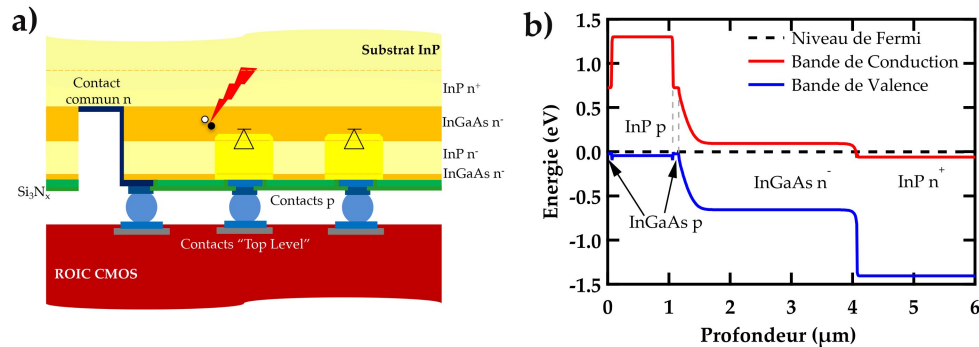 a)
Substrat InP
Contact
commun n
InP n⁺
InGaAs n⁻
InP n⁻
InGaAs n⁻
Si₃Nₓ
Contacts p
Contacts “Top Level”
ROIC CMOS
b)
Energie (eV)
1.5
1.0
0.5
0.0
-0.5
-1.0
-1.5
Niveau de Fermi
Bande de Conduction
Bande de Valence
InP p
InGaAs n⁻
InP n⁺
InGaAs p
0
1
2
3
4
5
6
Profondeur (µm)